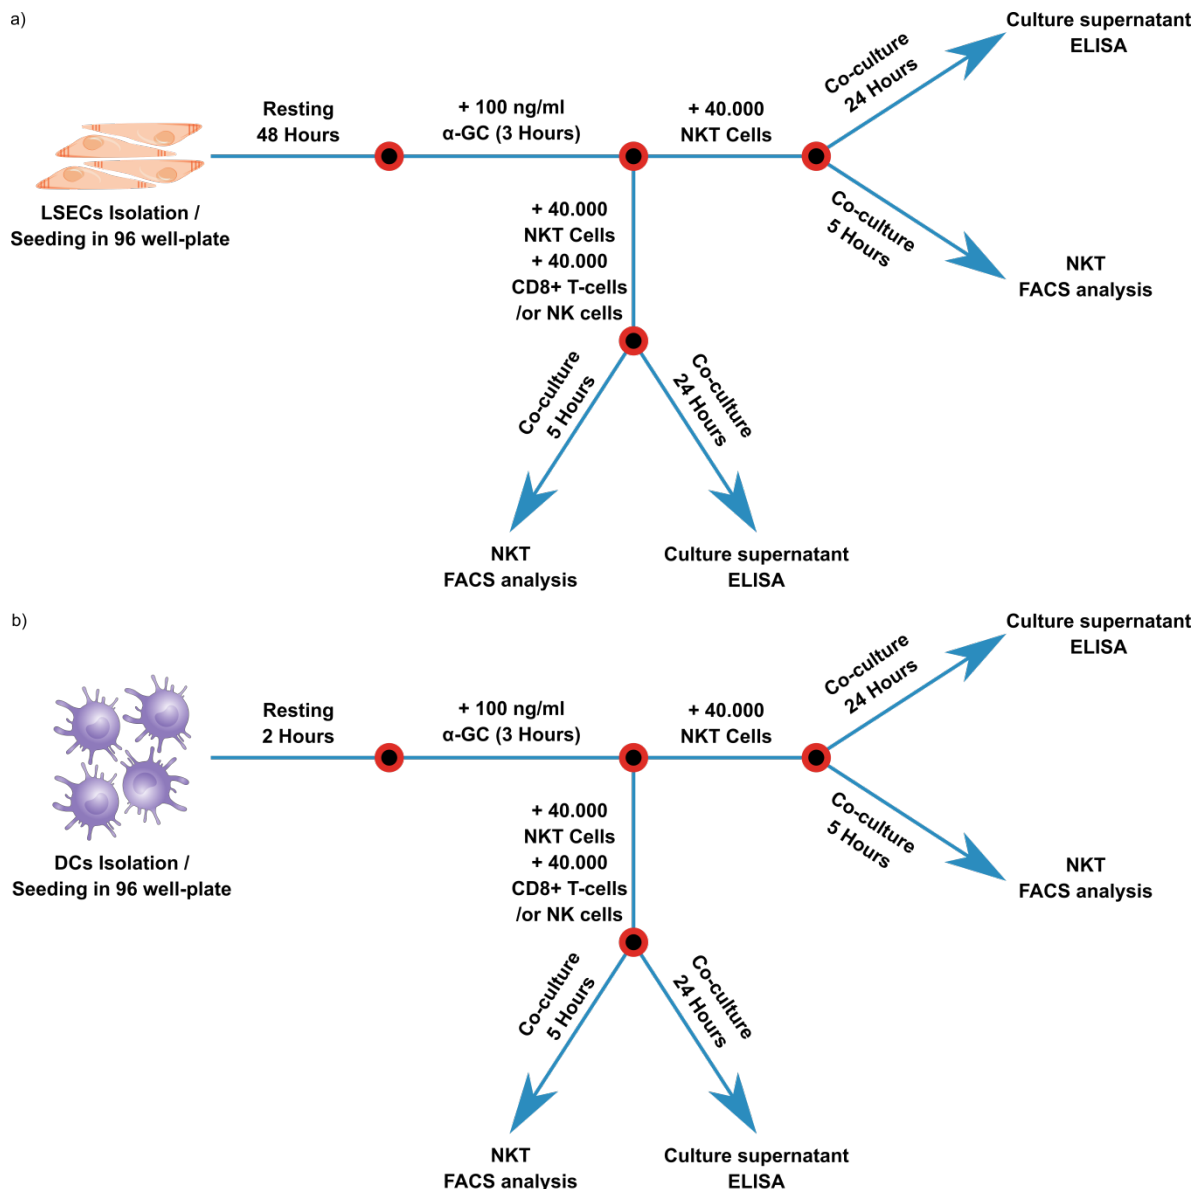 a)
LSECs Isolation /
Seeding in 96 well-plate
Resting
48 Hours
+ 100 ng/ml
α-GC (3 Hours)
+ 40.000
NKT Cells
Co-culture
24 Hours
Culture supernatant
ELISA
Co-culture
5 Hours
NKT
FACS analysis
+ 40.000
NKT Cells
+ 40.000
CD8+ T-cells
/or NK cells
Co-culture
5 Hours
NKT
FACS analysis
Co-culture
24 Hours
Culture supernatant
ELISA
b)
DCs Isolation /
Seeding in 96 well-plate
Resting
2 Hours
+ 100 ng/ml
α-GC (3 Hours)
+ 40.000
NKT Cells
Co-culture
24 Hours
Culture supernatant
ELISA
Co-culture
5 Hours
NKT
FACS analysis
+ 40.000
NKT Cells
+ 40.000
CD8+ T-cells
/or NK cells
Co-culture
5 Hours
NKT
FACS analysis
Co-culture
24 Hours
Culture supernatant
ELISA